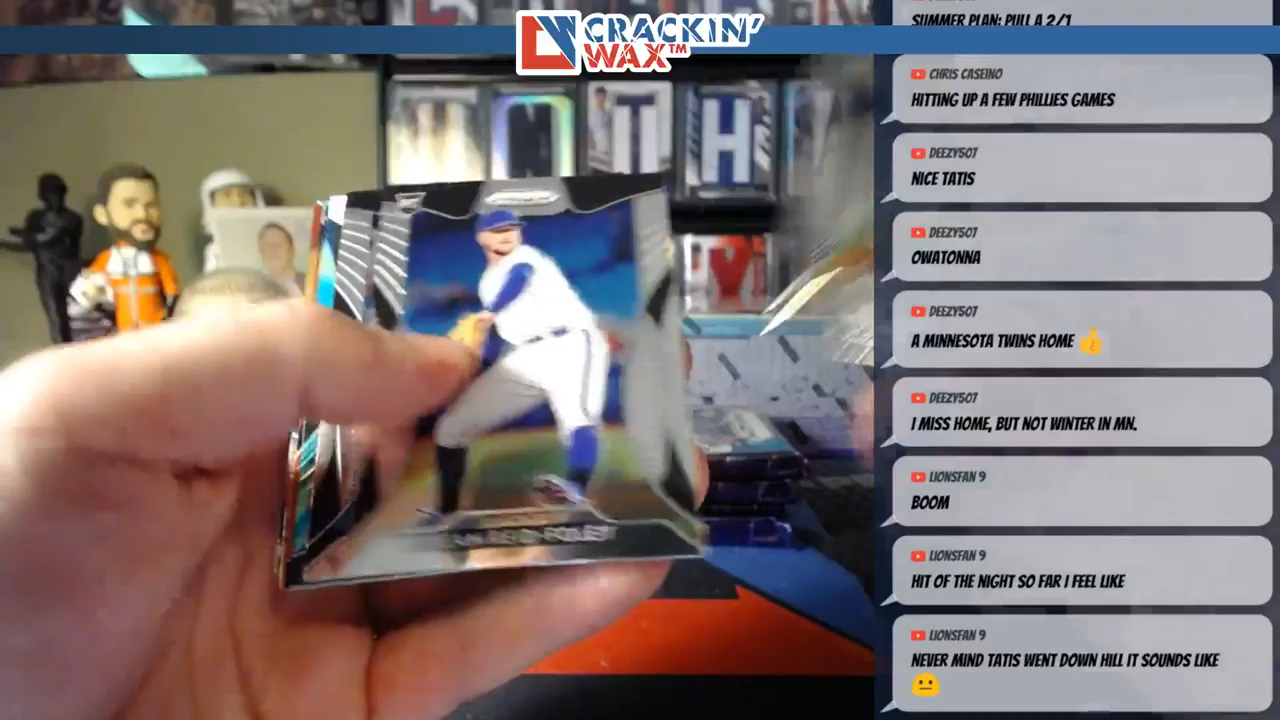 CRACKIN'
WAX™
SUMMER PLAN: PULL A 2/1
CHRIS CASEINO
HITTING UP A FEW PHILLIES GAMES
DEEZY507
NICE TATIS
DEEZY507
OWATONNA
DEEZY507
A MINNESOTA TWINS HOME 👍
DEEZY507
I MISS HOME, BUT NOT WINTER IN MN.
LIONSFAN 9
BOOM
LIONSFAN 9
HIT OF THE NIGHT SO FAR I FEEL LIKE
LIONSFAN 9
NEVER MIND TATIS WENT DOWN HILL IT SOUNDS LIKE
😐